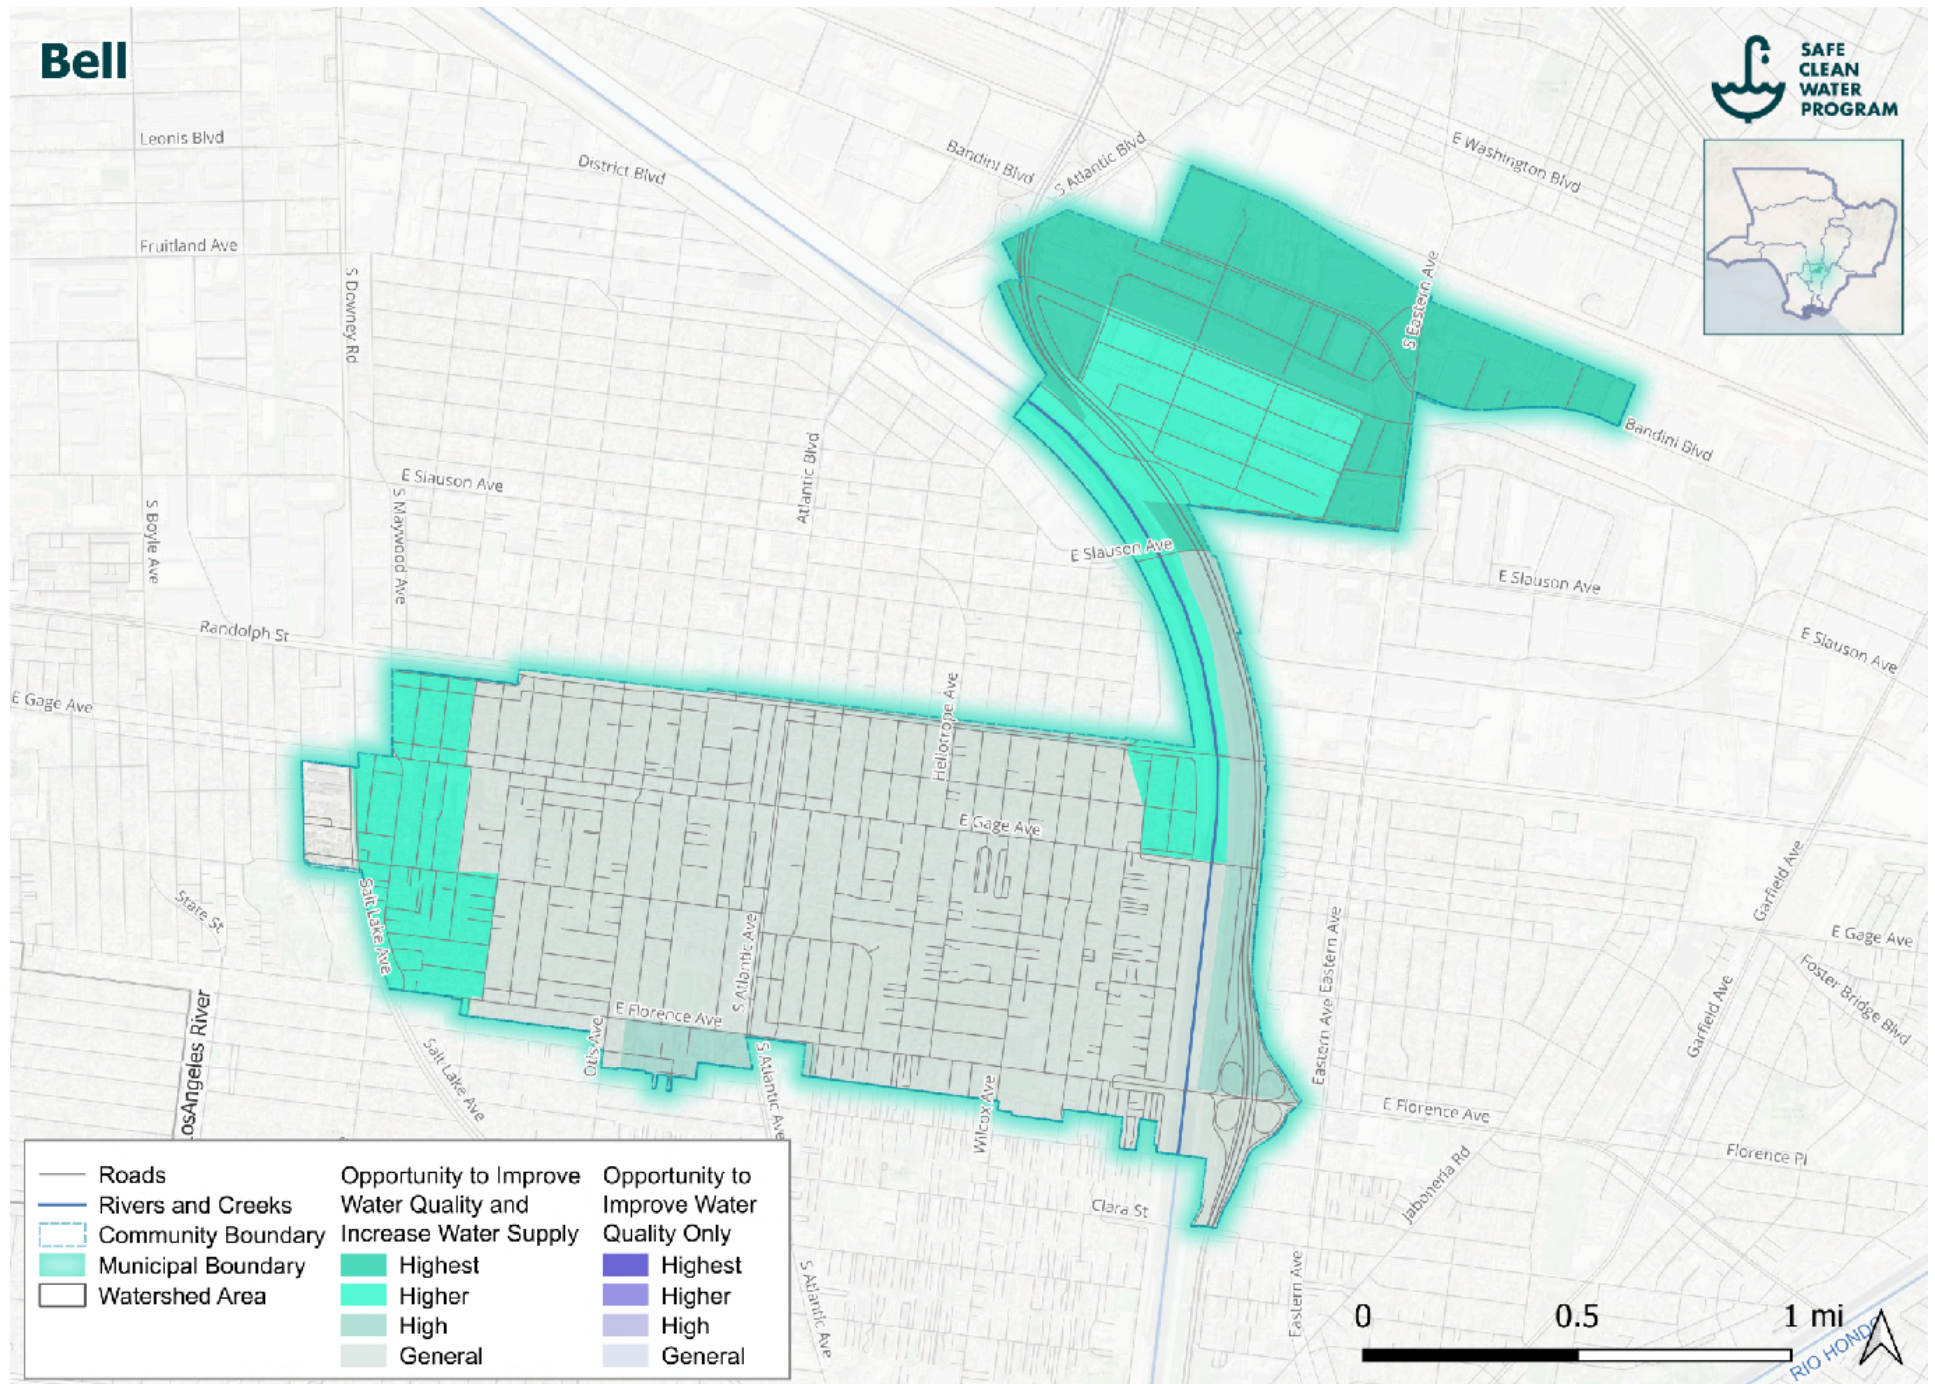 Bell
SAFE
CLEAN
WATER
PROGRAM
Leonis Blvd
District Blvd
Bandini Blvd
S Atlantic Blvd
E Washington Blvd
Fruitland Ave
S Downey Rd
S Eastern Ave
Bandini Blvd
Atlantic Blvd
E Slauson Ave
S Maywood Ave
S Boyle Ave
E Slauson Ave
E Slauson Ave
E Slauson Ave
Randolph St
E Gage Ave
Heliotrope Ave
E Gage Ave
Garfield Ave
State St
Salt Lake Ave
S Atlantic Ave
Eastern Ave
E Gage Ave
Foster Bridge Blvd
Garfield Ave
osAngeles River
E Florence Ave
Otis Ave
Salt Lake Ave
S Atlantic Ave
Wilcox Ave
Eastern Ave
E Florence Ave
Florence Pl
Jaboneria Rd
Clara St
S Atlantic Ave
Eastern Ave
Roads
Rivers and Creeks
Community Boundary
Municipal Boundary
Watershed Area
Opportunity to Improve
Water Quality and
Increase Water Supply
Highest
Higher
High
General
Opportunity to
Improve Water
Quality Only
Highest
Higher
High
General
0 0.5 1 mi
RIO HONDO